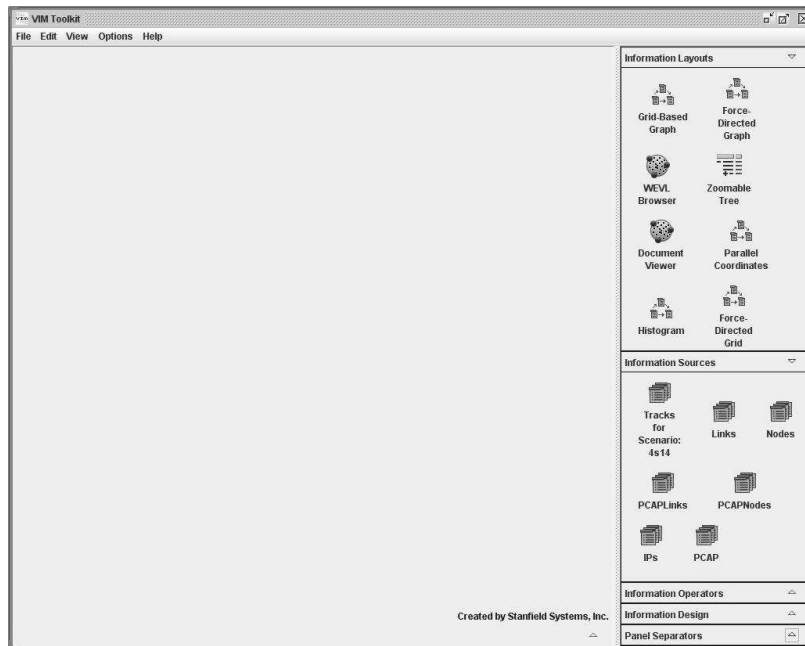 vim VIM Toolkit
File Edit View Options Help
Information Layouts
Grid-Based
Graph
Force-
Directed
Graph
WEVL
Browser
Zoomable
Tree
Document
Viewer
Parallel
Coordinates
Histogram
Force-
Directed
Grid
Information Sources
Tracks
for
Scenario:
4s14
Links
Nodes
PCAPLinks
PCAPNodes
IPs
PCAP
Information Operators
Created by Stanfield Systems, Inc.
Information Design
Panel Separators